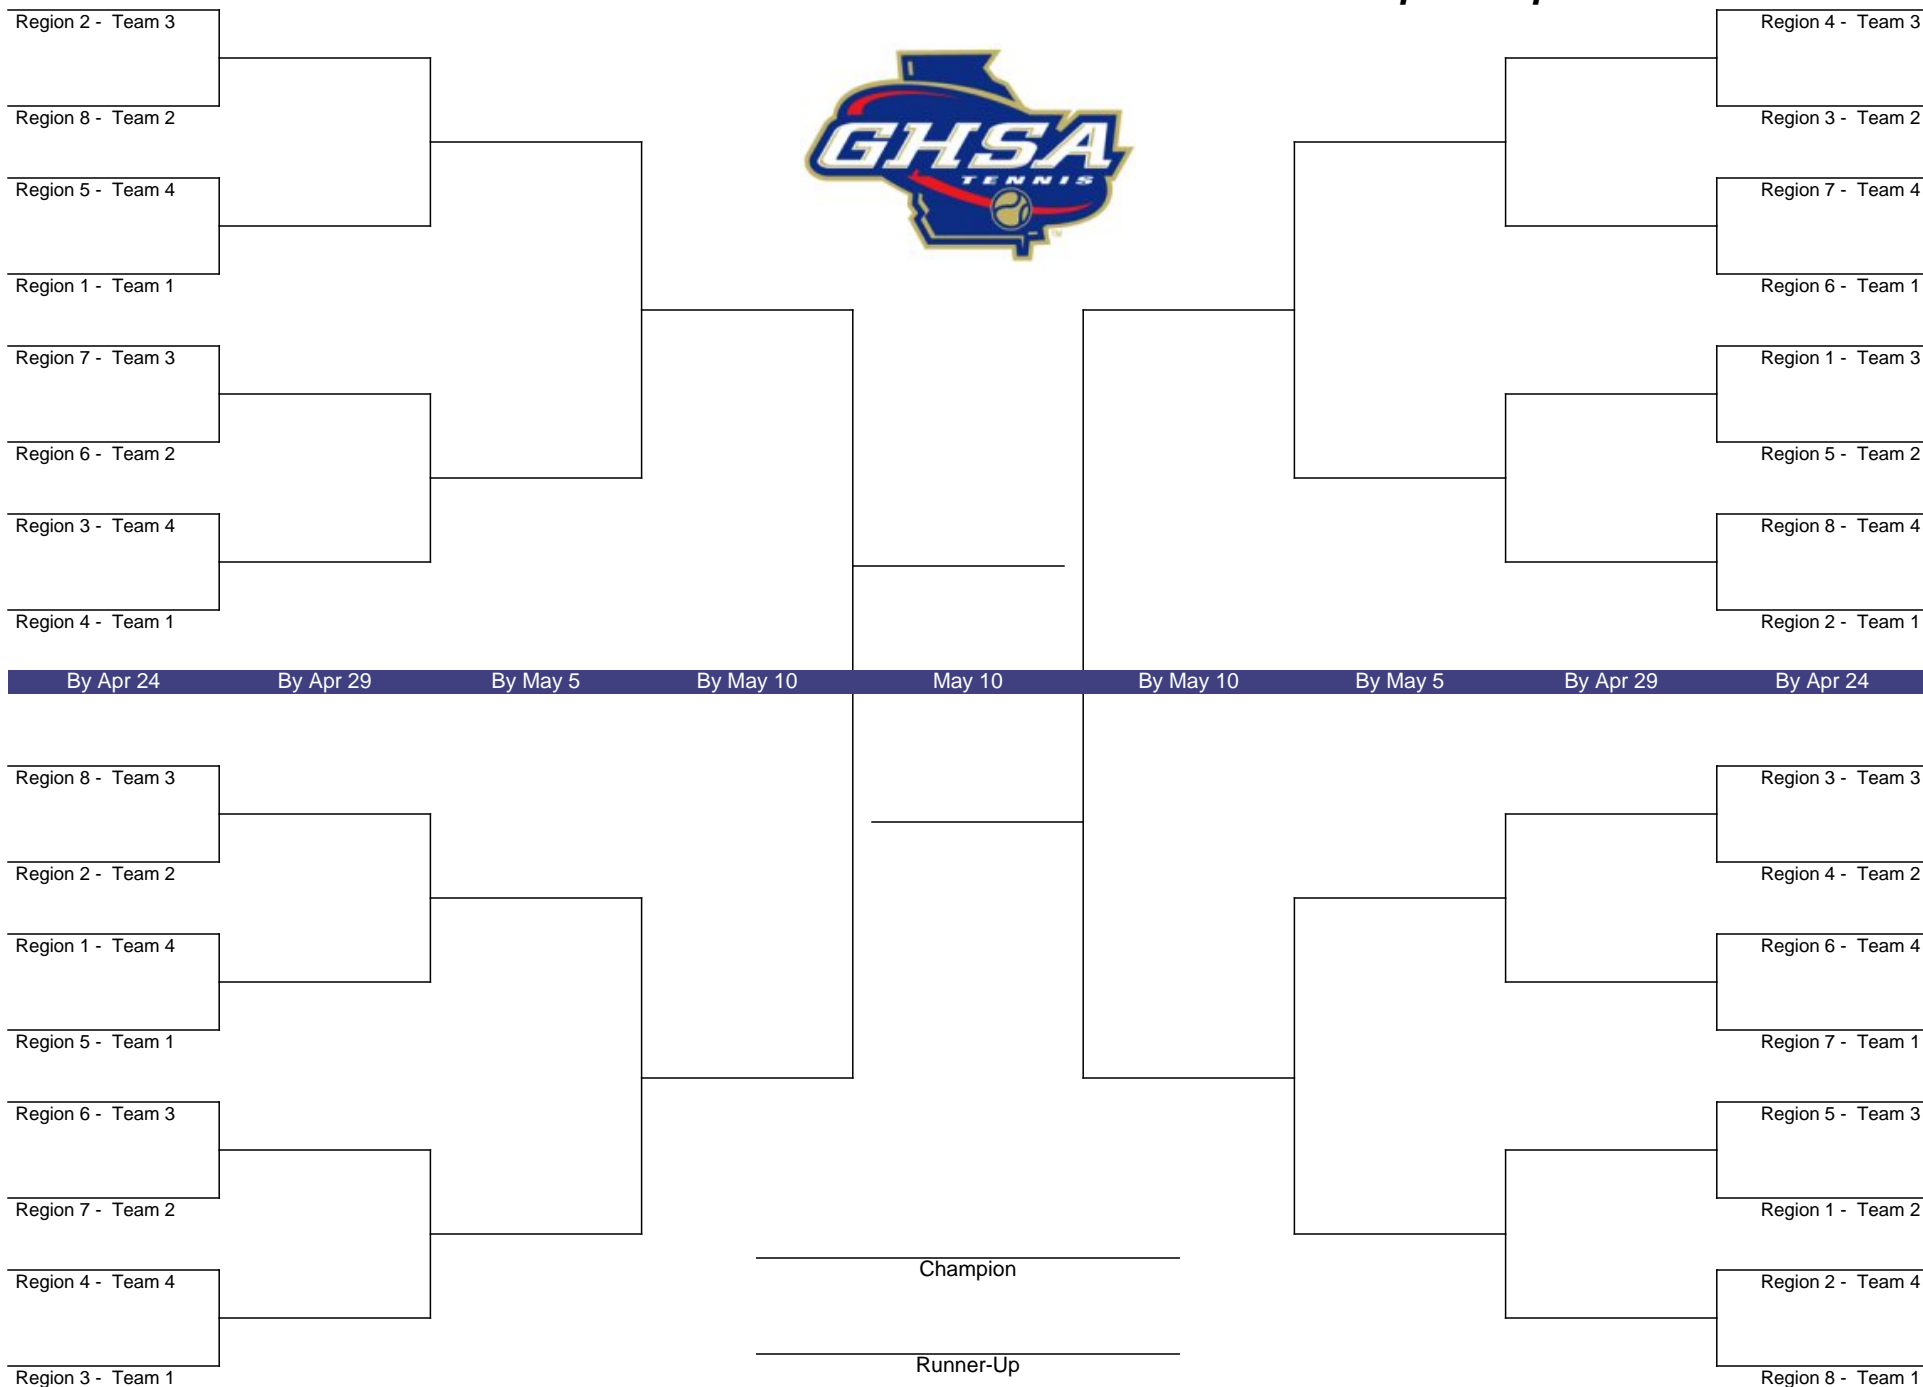 Region 2 - Team 3
Region 4 - Team 3
Region 8 - Team 2
Region 3 - Team 2
GHSA
TENNIS
TM
Region 5 - Team 4
Region 7 - Team 4
Region 1 - Team 1
Region 6 - Team 1
Region 7 - Team 3
Region 1 - Team 3
Region 6 - Team 2
Region 5 - Team 2
Region 3 - Team 4
Region 8 - Team 4
Region 4 - Team 1
Region 2 - Team 1
By Apr 24 By Apr 29 By May 5 By May 10 May 10 By May 10 By May 5 By Apr 29 By Apr 24
Region 8 - Team 3
Region 3 - Team 3
Region 2 - Team 2
Region 4 - Team 2
Region 1 - Team 4
Region 6 - Team 4
Region 5 - Team 1
Region 7 - Team 1
Region 6 - Team 3
Region 5 - Team 3
Region 7 - Team 2
Region 1 - Team 2
Champion
Region 4 - Team 4
Region 2 - Team 4
Runner-Up
Region 3 - Team 1
Region 8 - Team 1